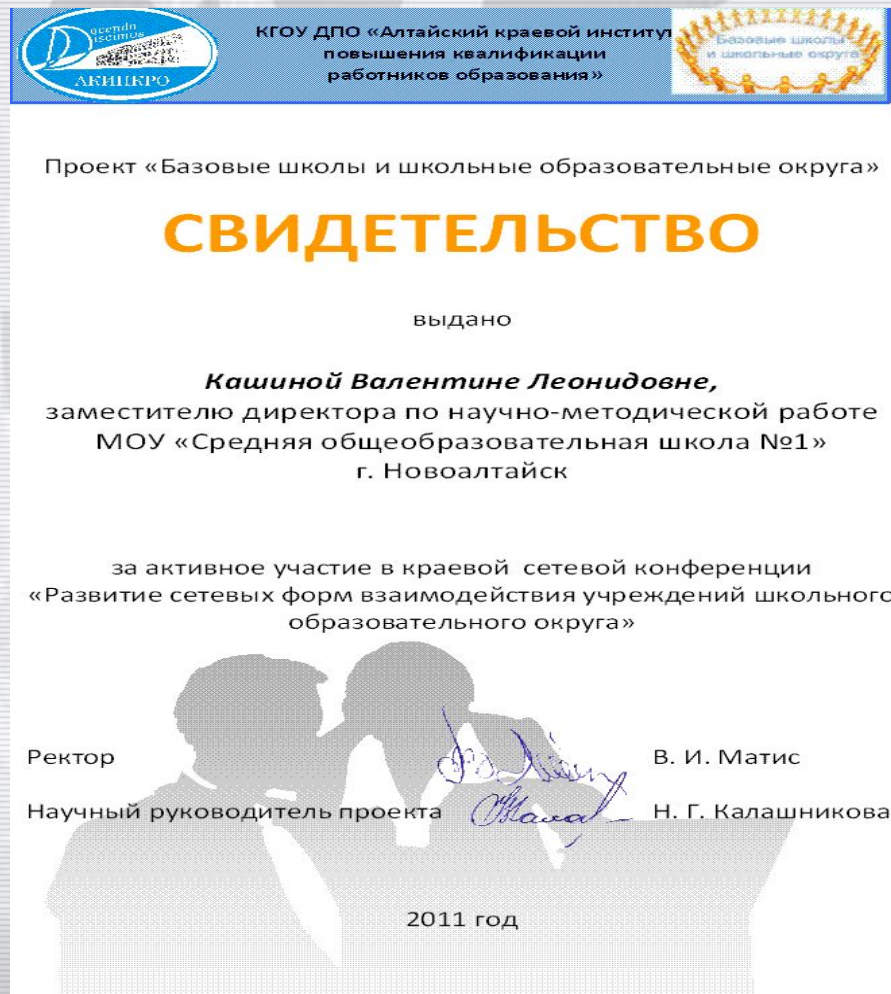 Docendo
Discimus
АКИПКРО
КГОУ ДПО «Алтайский краевой институт
повышения квалификации
работников образования»
Базовые школы
и школьные округа
Проект «Базовые школы и школьные образовательные округа»
СВИДЕТЕЛЬСТВО
выдано
Кашиной Валентине Леонидовне,
заместителю директора по научно-методической работе
МОУ «Средняя общеобразовательная школа №1»
г. Новоалтайск
за активное участие в краевой сетевой конференции
«Развитие сетевых форм взаимодействия учреждений школьного
образовательного округа»
Ректор В. И. Матис
Научный руководитель проекта Н. Г. Калашникова
2011 год